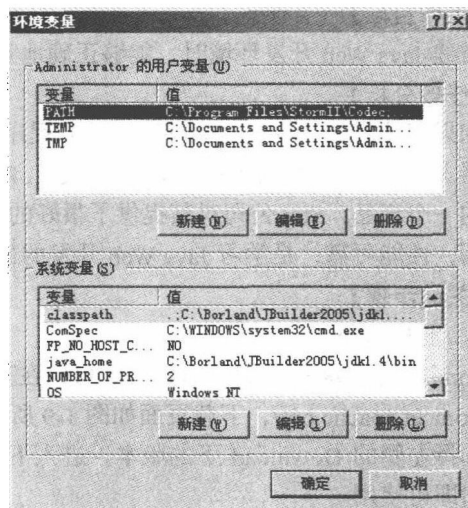 环境变量
Administrator 的用户变量(U)
变量 值
PATH C:\Program Files\StormII\Codec.
TEMP C:\Documents and Settings\Admin...
TMP C:\Documents and Settings\Admin...
新建(N) 编辑(E) 删除(D)
系统变量(S)
变量 值
classpath .;C:\Borland\JBuilder2005\jdk1....
ComSpec C:\WINDOWS\system32\cmd.exe
FP_NO_HOST_C... NO
java_home C:\Borland\JBuilder2005\jdk1.4\bin
NUMBER_OF_PR... 2
OS Windows NT
新建(W) 编辑(I) 删除(L)
确定 取消